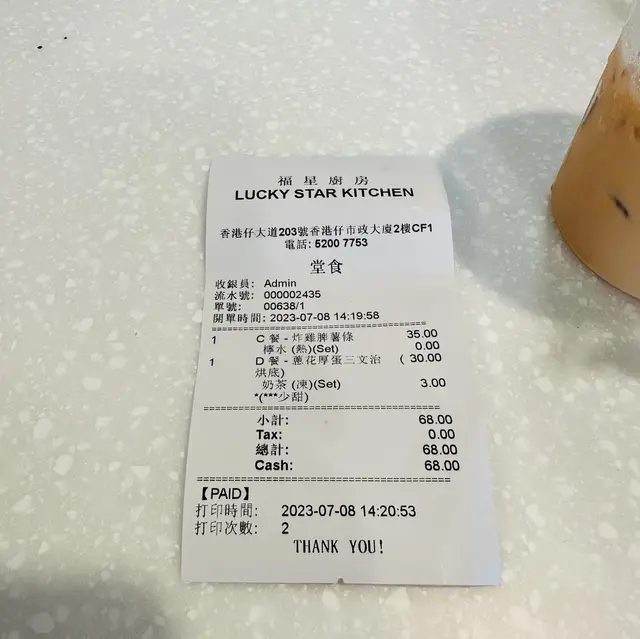 福星廚房
LUCKY STAR KITCHEN
香港仔大道203號香港仔市政大廈2樓CF1
電話: 5200 7753
堂食
收銀員: Admin
流水號: 000002435
單號: 00638/1
開單時間: 2023-07-08 14:19:58
1 C 餐 - 炸雞脾薯條 35.00
檸水 (熱)(Set) 0.00
1 D 餐 - 蔥花厚蛋三文治 ( 30.00
烘底)
奶茶 (凍)(Set) 3.00
*(***少甜)
小計: 68.00
Tax: 0.00
總計: 68.00
Cash: 68.00
【PAID】
打印時間: 2023-07-08 14:20:53
打印次數: 2
THANK YOU!